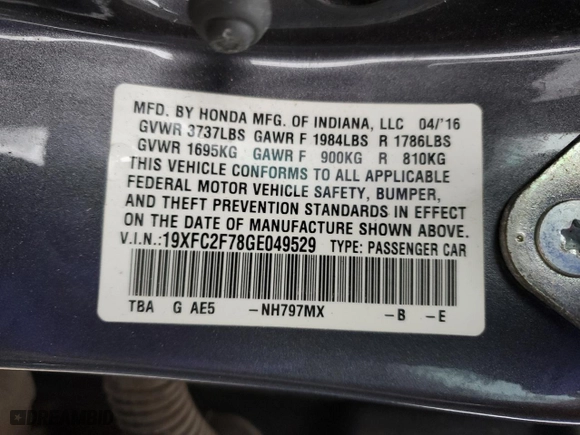 MFD. BY HONDA MFG. OF INDIANA, LLC 04/'16
GVWR 3737LBS GAWR F 1984LBS R 1786LBS
GVWR 1695KG GAWR F 900KG R 810KG
THIS VEHICLE CONFORMS TO ALL APPLICABLE
FEDERAL MOTOR VEHICLE SAFETY, BUMPER,
AND THEFT PREVENTION STANDARDS IN EFFECT
ON THE DATE OF MANUFACTURE SHOWN ABOVE.
V.I.N.:19XFC2F78GE049529 TYPE: PASSENGER CAR
TBA G AE5 -NH797MX -B -E
DREAMBID